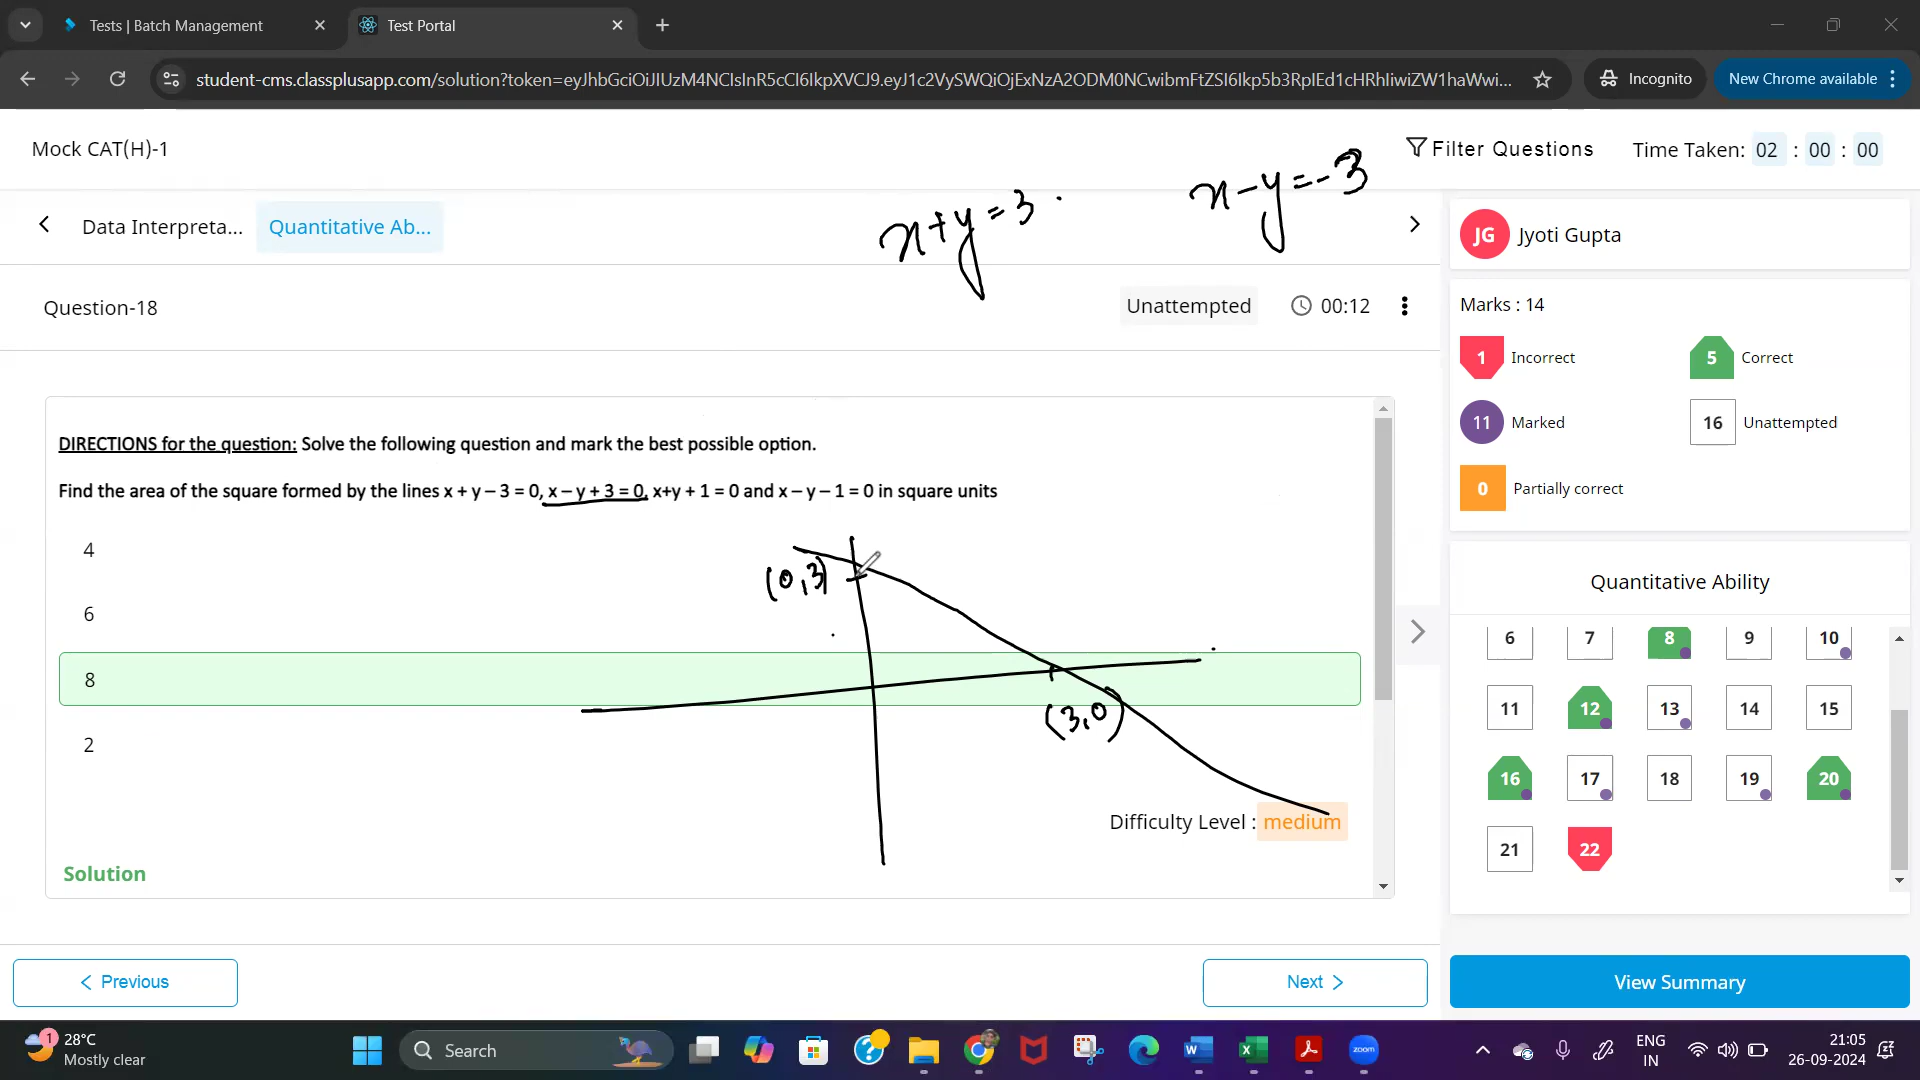 Tests | Batch Management
Test Portal
student-cms.classplusapp.com/solution?token=eyJhbGciOiJIUzM4NCIsInR5cCI6IkpXVCJ9.eyJ1c2VySWQiOjExNzA2ODM0NCwibmFtZSI6Ikp5b3RpIEd1cHRhIiwiZW1haWwi...
Incognito
New Chrome available
Mock CAT(H)-1
Filter Questions
Time Taken: 02 : 00 : 00
x+y=3
x-y=-3
Data Interpreta...
Quantitative Ab...
JG
Jyoti Gupta
Question-18
Unattempted
00:12
Marks : 14
1 Incorrect
5 Correct
11 Marked
16 Unattempted
0 Partially correct
DIRECTIONS for the question: Solve the following question and mark the best possible option.
Find the area of the square formed by the lines x + y – 3 = 0, x – y + 3 = 0, x+y + 1 = 0 and x – y – 1 = 0 in square units
4
(0,3)
6
8
(3,0)
2
Difficulty Level : medium
Solution
Quantitative Ability
6 7 8 9 10
11 12 13 14 15
16 17 18 19 20
21 22
Previous
Next
View Summary
1
28°C
Mostly clear
Search
zoom
ENG
IN
21:05
26-09-2024